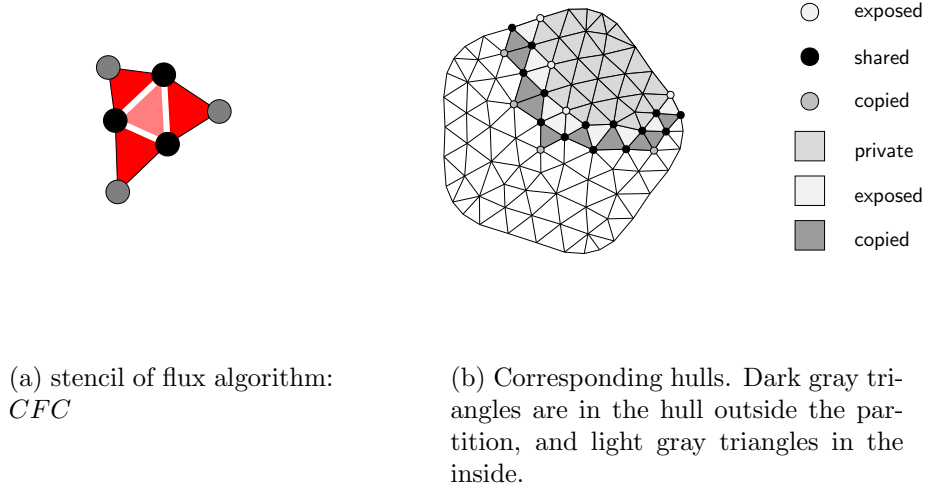 exposed
shared
copied
private
exposed
copied
(a) stencil of flux algorithm:
CFC
(b) Corresponding hulls. Dark gray tri-
angles are in the hull outside the par-
tition, and light gray triangles in the
inside.